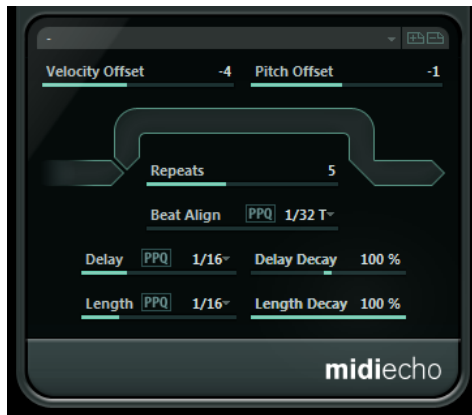 -
Velocity Offset -4 Pitch Offset -1
Repeats 5
Beat Align PPQ 1/32 T
Delay PPQ 1/16 Delay Decay 100 %
Length PPQ 1/16 Length Decay 100 %
midiecho